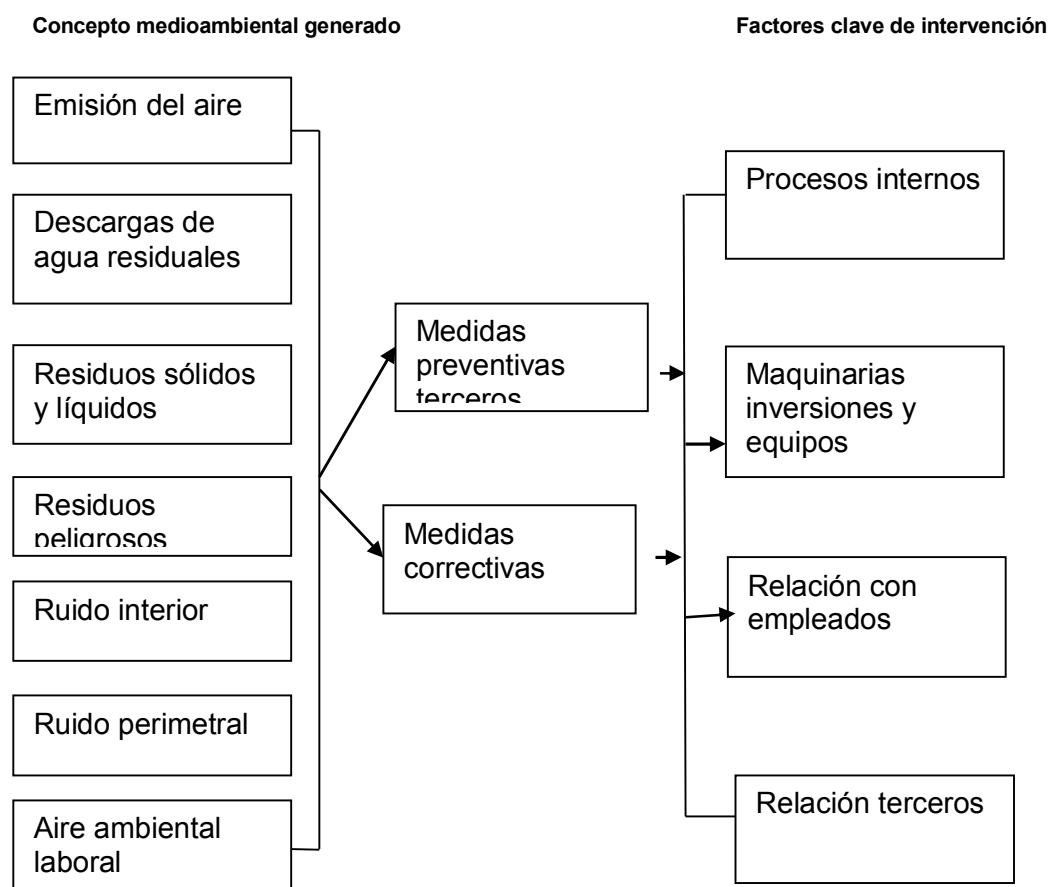 Concepto medioambiental generado
Factores clave de intervención
Emisión del aire
Descargas de
agua residuales
Residuos sólidos
y líquidos
Residuos
peligrosos
Ruido interior
Ruido perimetral
Aire ambiental
laboral
Medidas
preventivas
terceros
Medidas
correctivas
Procesos internos
Maquinarias
inversiones y
equipos
Relación con
empleados
Relación terceros